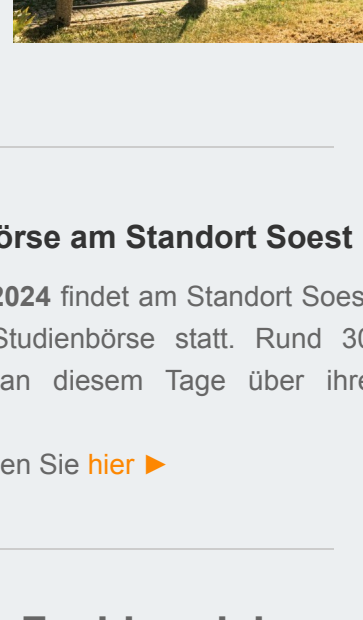 örse am Standort Soest
2024 findet am Standort Soes
Studienbörse statt. Rund 30
an diesem Tage über ihre
en Sie hier ►